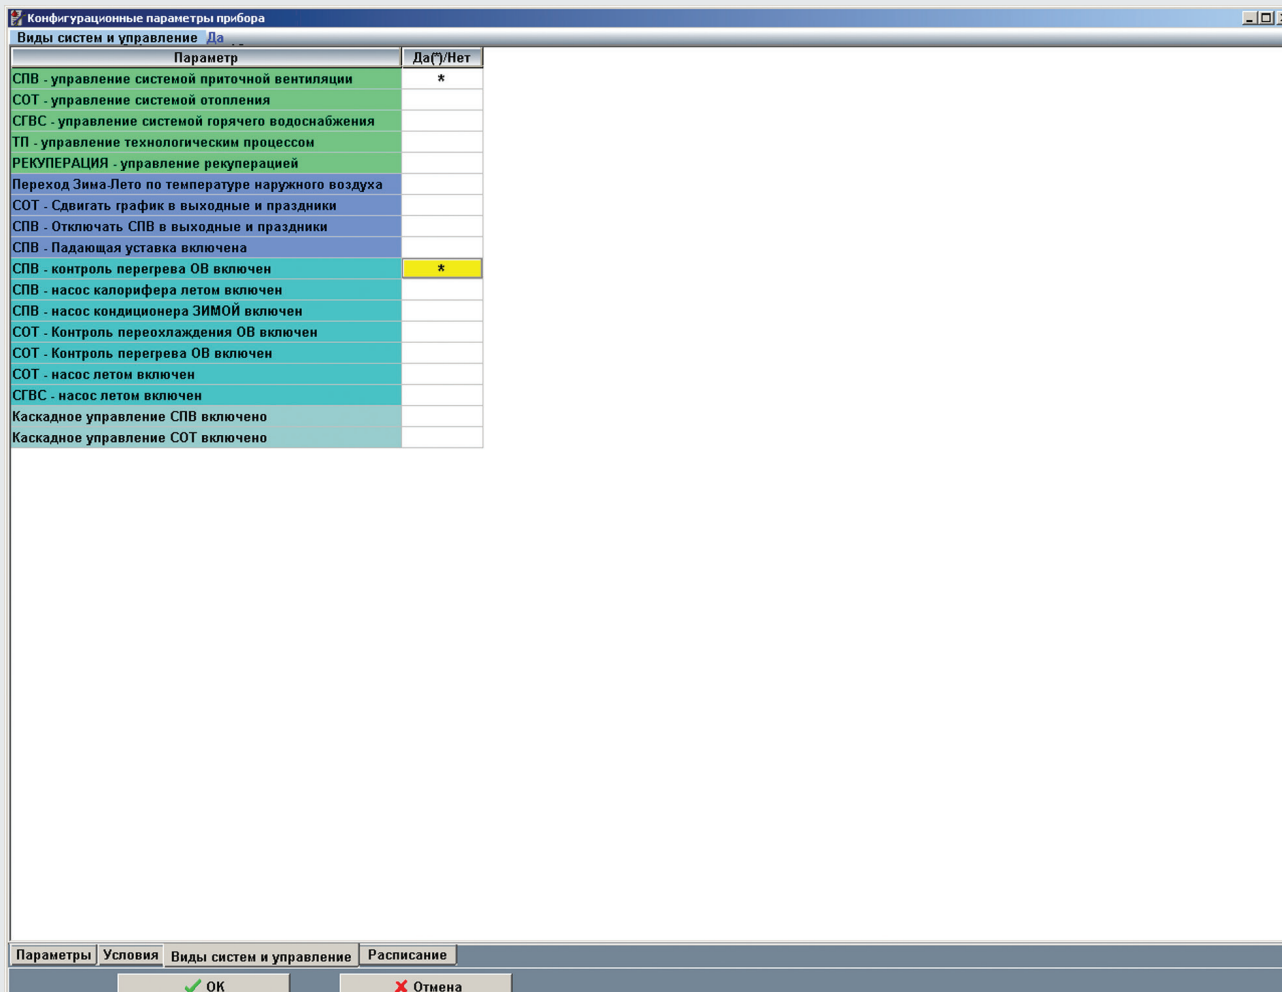 Конфигурационные параметры прибора
Виды систем и управление Да
Параметр Да(*)/Нет
СПВ - управление системой приточной вентиляции *
СОТ - управление системой отопления
СГВС - управление системой горячего водоснабжения
ТП - управление технологическим процессом
РЕКУПЕРАЦИЯ - управление рекуперацией
Переход Зима-Лето по температуре наружного воздуха
СОТ - Сдвигать график в выходные и праздники
СПВ - Отключать СПВ в выходные и праздники
СПВ - Падающая уставка включена
СПВ - контроль перегрева ОВ включен *
СПВ - насос калорифера летом включен
СПВ - насос кондиционера ЗИМОЙ включен
СОТ - Контроль переохлаждения ОВ включен
СОТ - Контроль перегрева ОВ включен
СОТ - насос летом включен
СГВС - насос летом включен
Каскадное управление СПВ включено
Каскадное управление СОТ включено
Параметры Условия Виды систем и управление Расписание
ОК Отмена